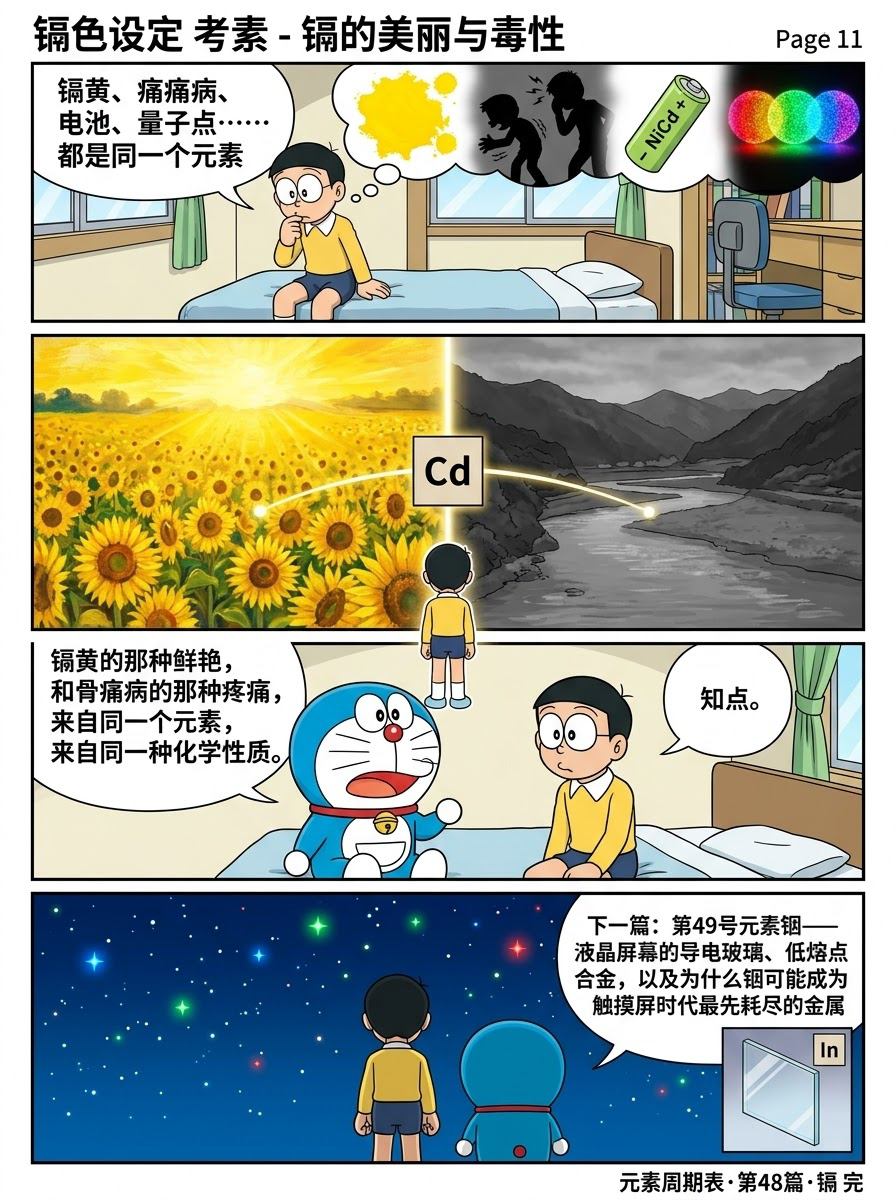 镉色设定 考素 - 镉的美丽与毒性
Page 11
镉黄、痛痛病、
电池、量子点……
都是同一个元素
- NiCd +
Cd
镉黄的那种鲜艳，
和骨痛病的那种疼痛，
来自同一个元素，
来自同一种化学性质。
知点。
下一篇：第49号元素铟——
液晶屏幕的导电玻璃、低熔点
合金，以及为什么铟可能成为
触摸屏时代最先耗尽的金属
In
元素周期表·第48篇·镉 完